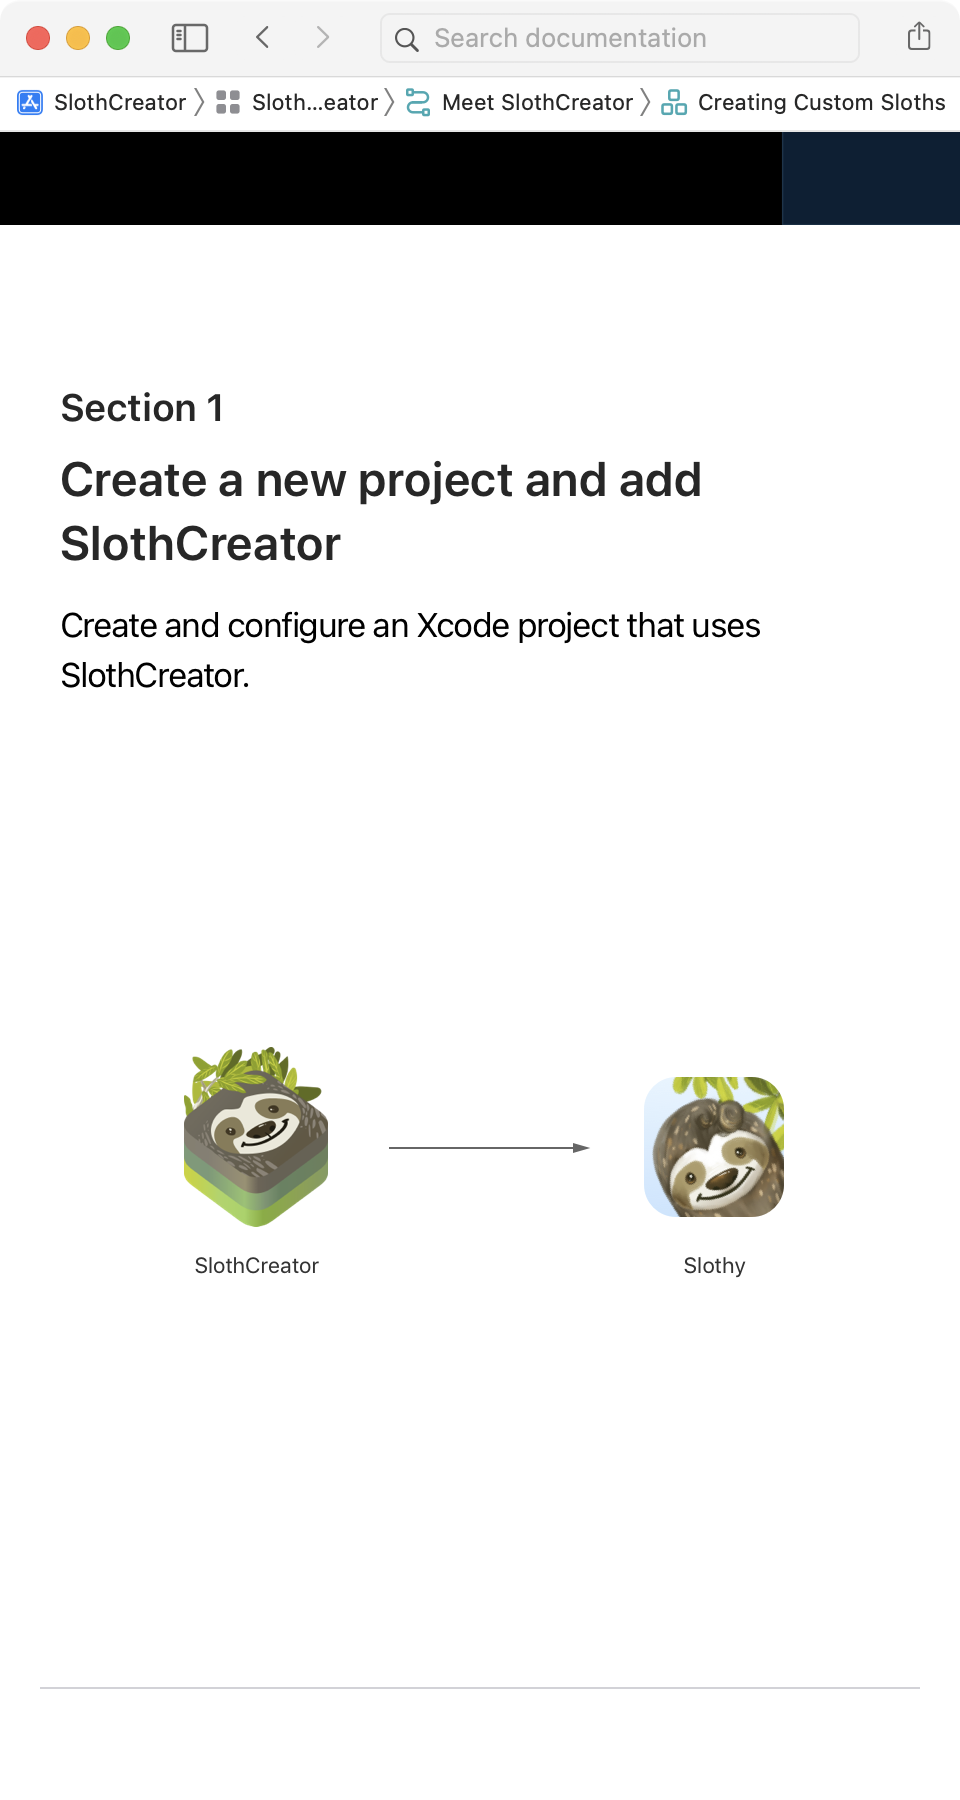 Search documentation
SlothCreator
Sloth...eator
Meet SlothCreator
Creating Custom Sloths
Section 1
Create a new project and add
SlothCreator
Create and configure an Xcode project that uses
SlothCreator.
SlothCreator
Slothy